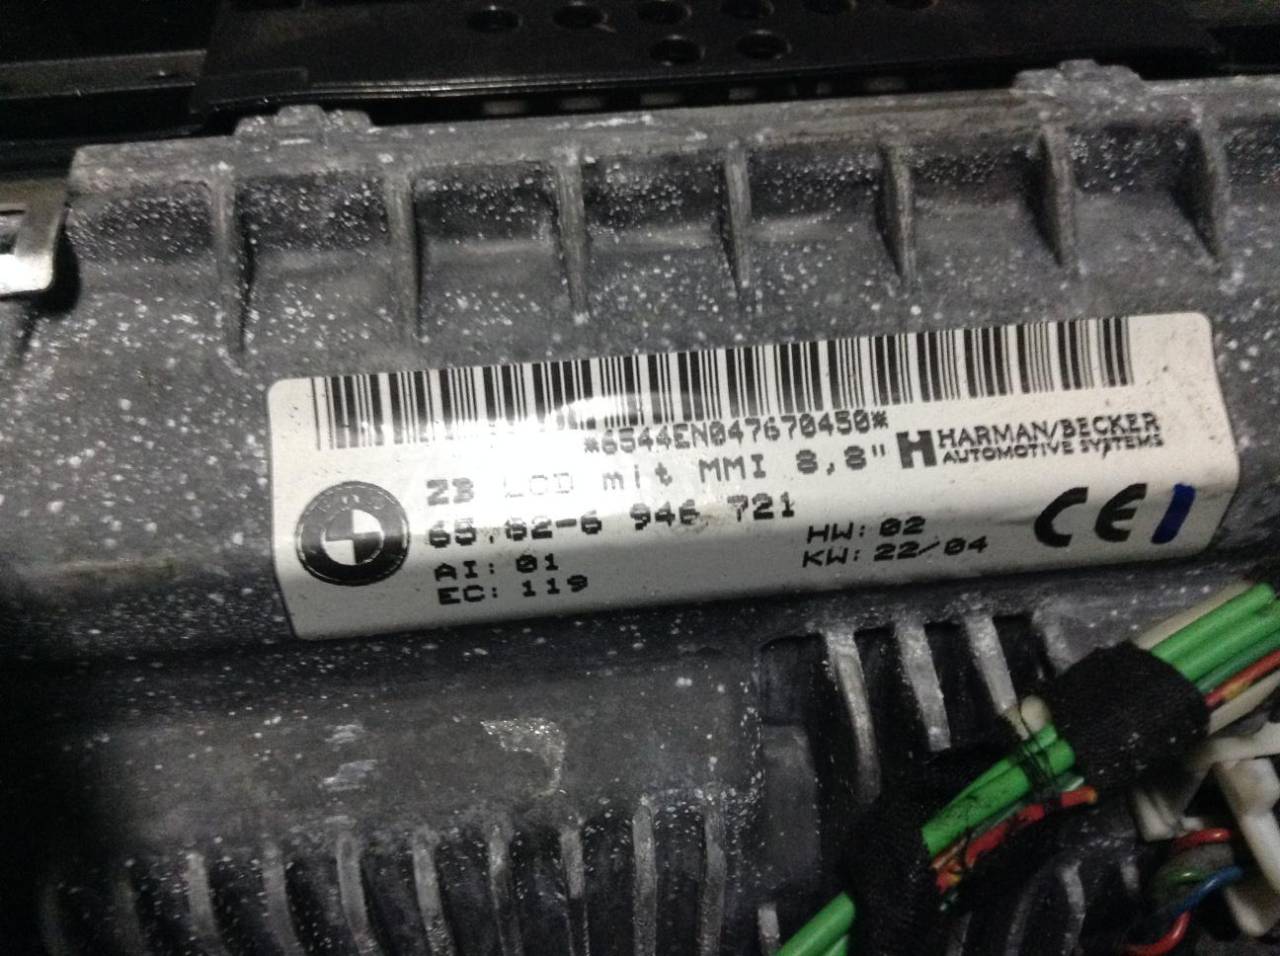 *6544EN047670450*
HARMAN/BECKER
AUTOMOTIVE SYSTEMS
ZB LCD mit MMI 8,8"
65.82-6 946 721
HW: 02
AI: 01
KW: 22/04
EC: 119
CE